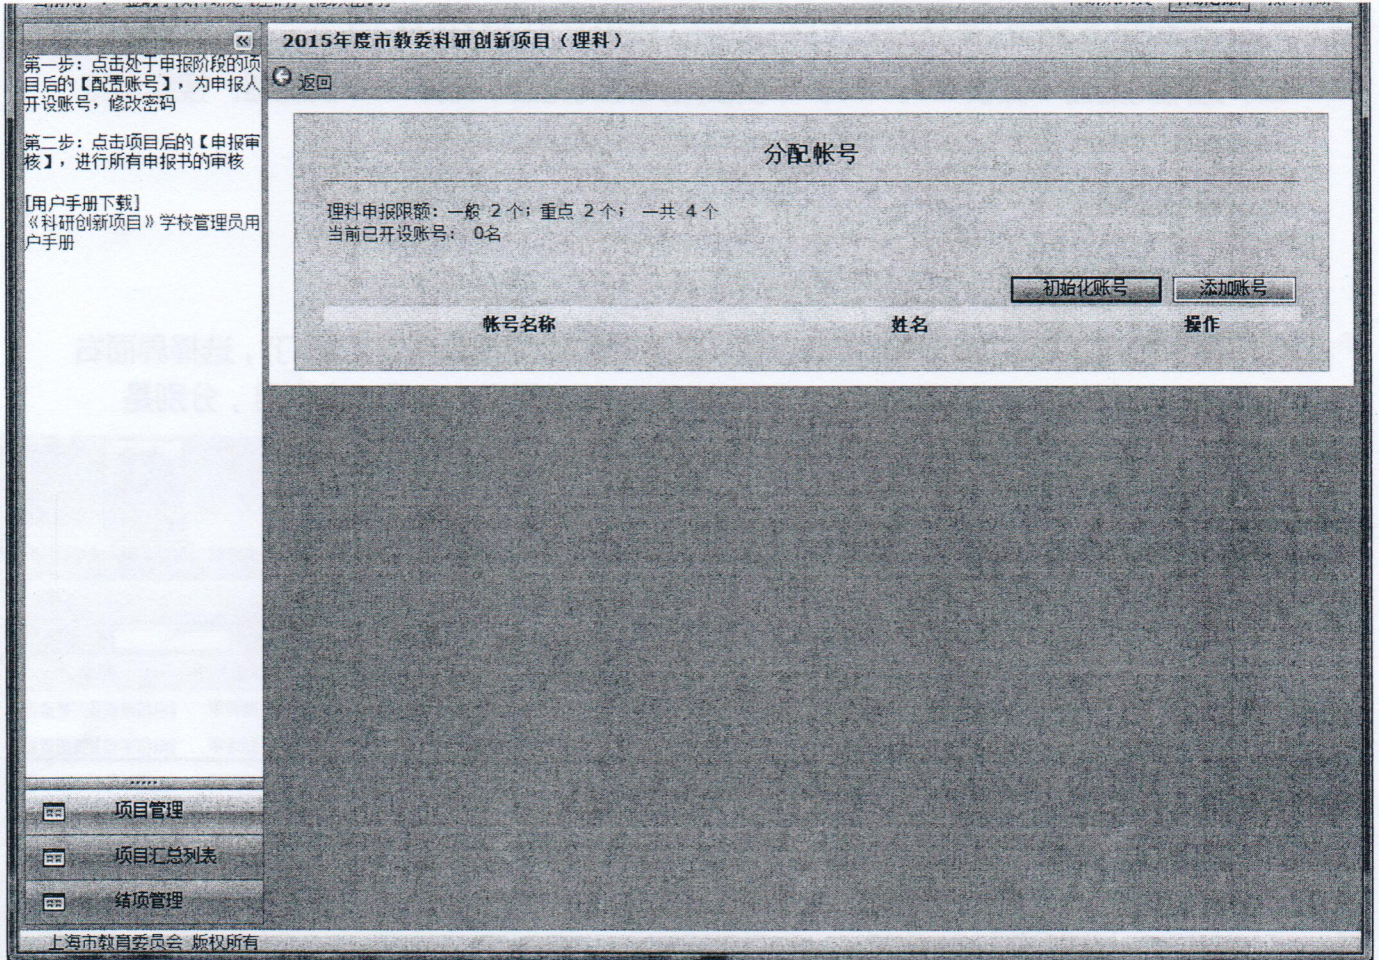 2015年度市教委科研创新项目（理科）
第一步：点击处于申报阶段的项
目后的【配置账号】，为申报人
开设账号，修改密码
第二步：点击项目后的【申报审
核】，进行所有申报书的审核
[用户手册下载]
《科研创新项目》学校管理员用
户手册
返回
分配帐号
理科申报限额：一般 2个；重点 2个； 一共 4个
当前已开设账号： 0名
初始化账号 添加账号
帐号名称 姓名 操作
项目管理
项目汇总列表
结项管理
上海市教育委员会 版权所有